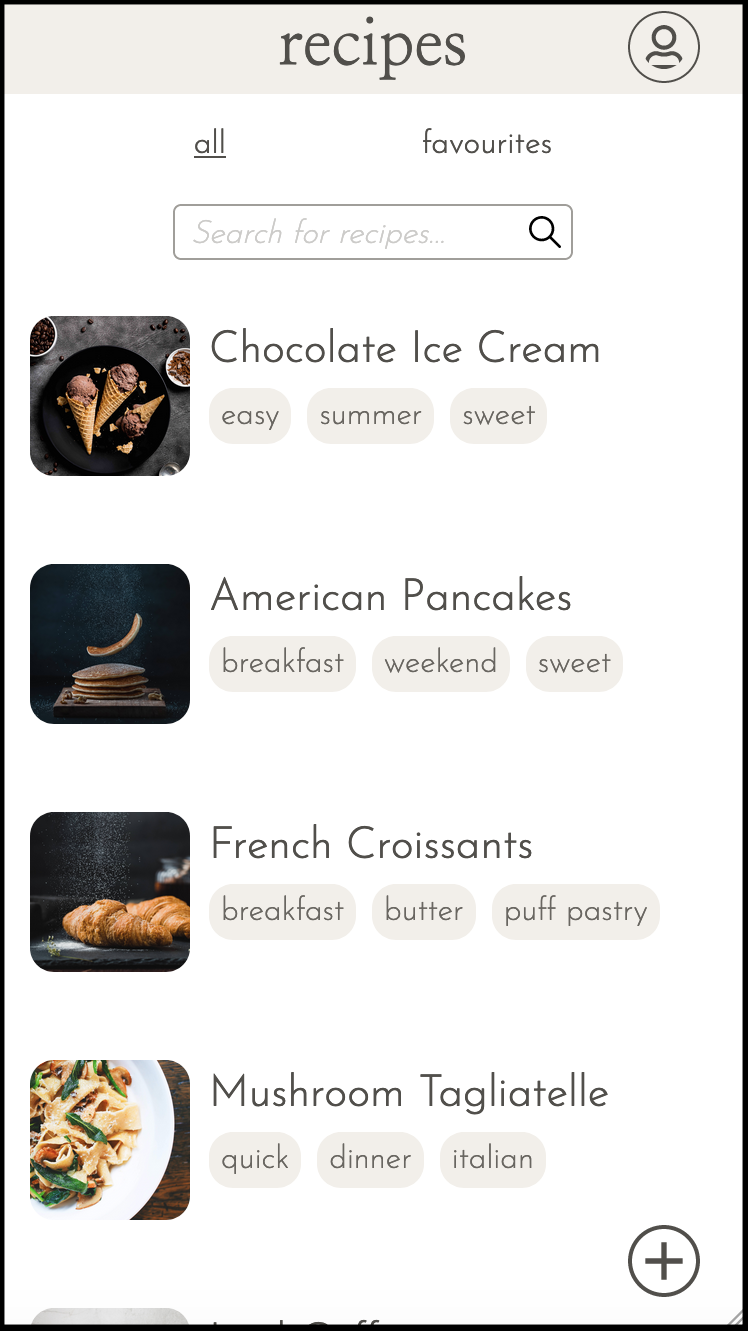 recipes
all favourites
Search for recipes...
Chocolate Ice Cream
easy summer sweet
American Pancakes
breakfast weekend sweet
French Croissants
breakfast butter puff pastry
Mushroom Tagliatelle
quick dinner italian